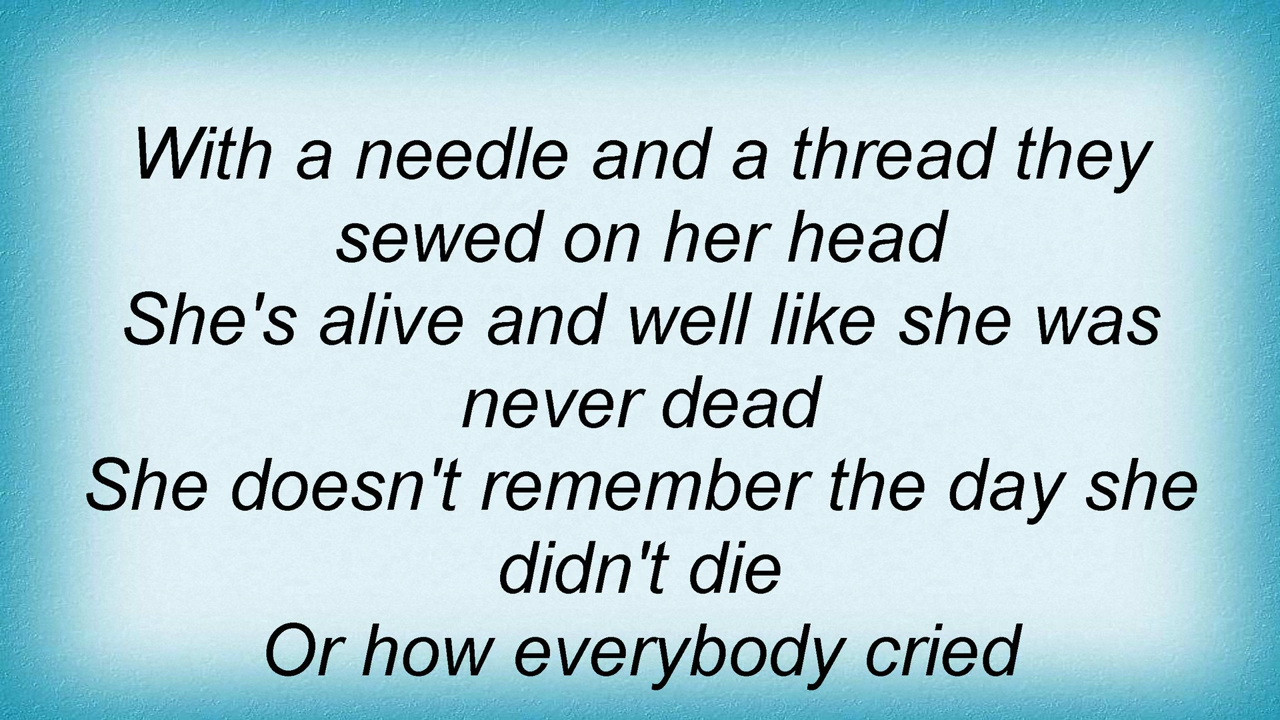 With a needle and a thread they
sewed on her head
She's alive and well like she was
never dead
She doesn't remember the day she
didn't die
Or how everybody cried